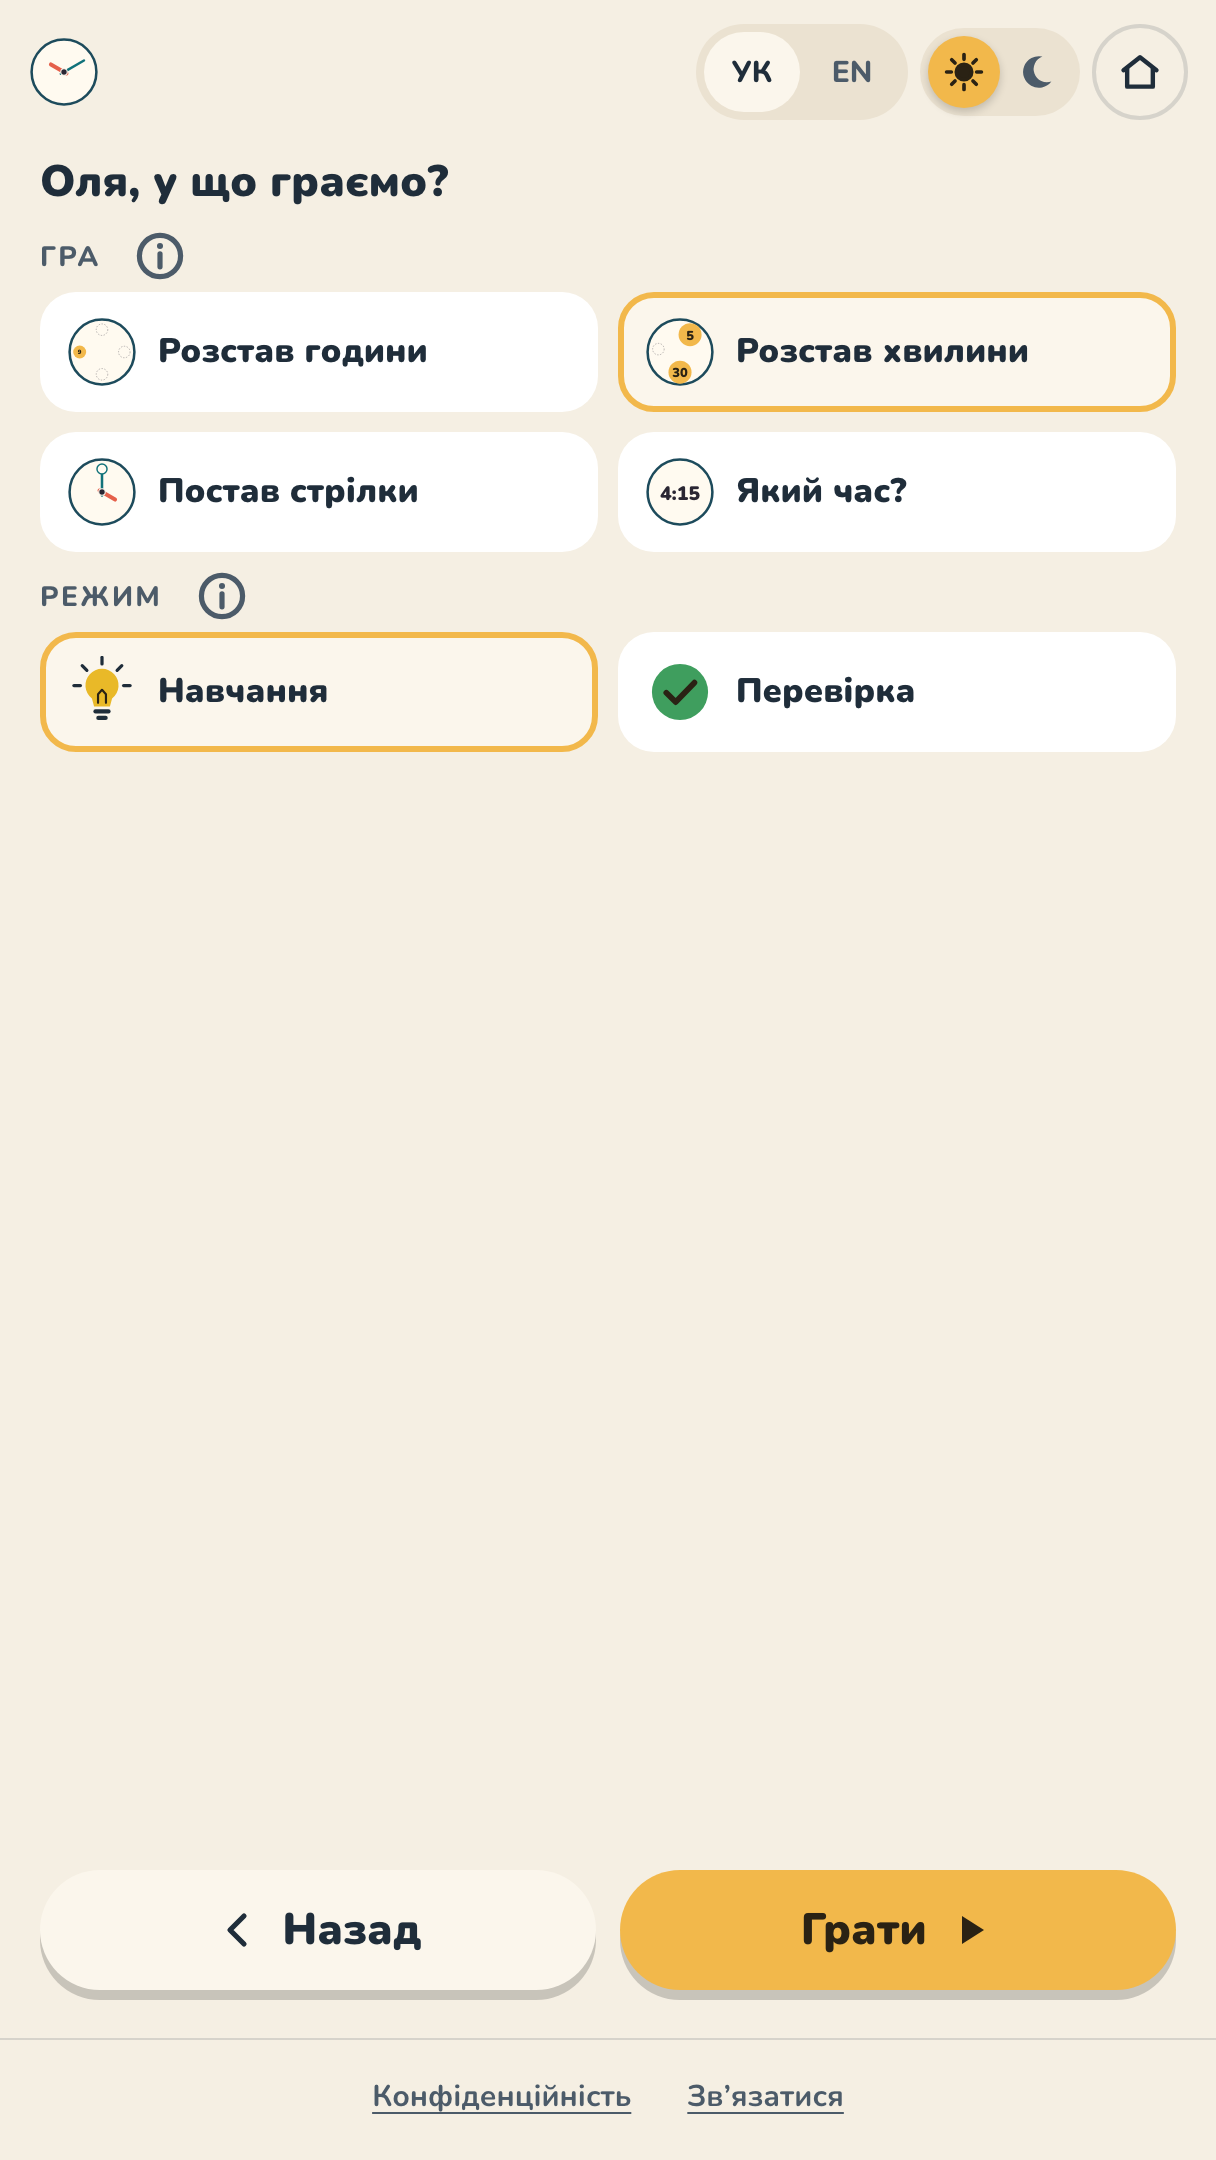 УК EN
Оля, у що граємо?
ГРА
9 Розстав години
5 30 Розстав хвилини
Постав стрілки
4:15 Який час?
РЕЖИМ
Навчання
Перевірка
Назад
Грати
Конфіденційність Зв’язатися